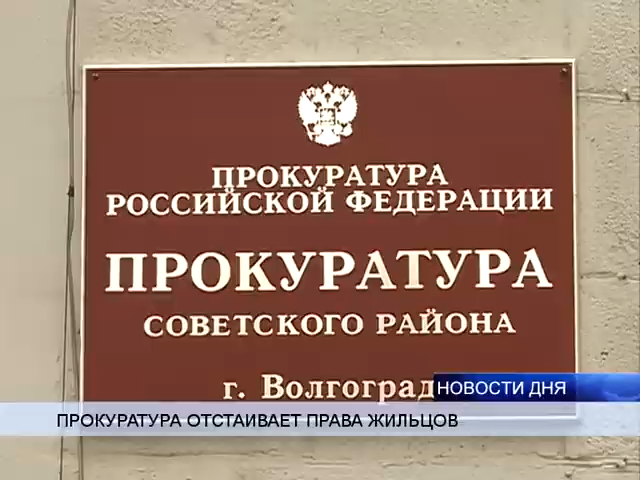 ПРОКУРАТУРА
РОССИЙСКОЙ ФЕДЕРАЦИИ
ПРОКУРАТУРА
СОВЕТСКОГО РАЙОНА
г. Волгоград
НОВОСТИ ДНЯ
ПРОКУРАТУРА ОТСТАИВАЕТ ПРАВА ЖИЛЬЦОВ